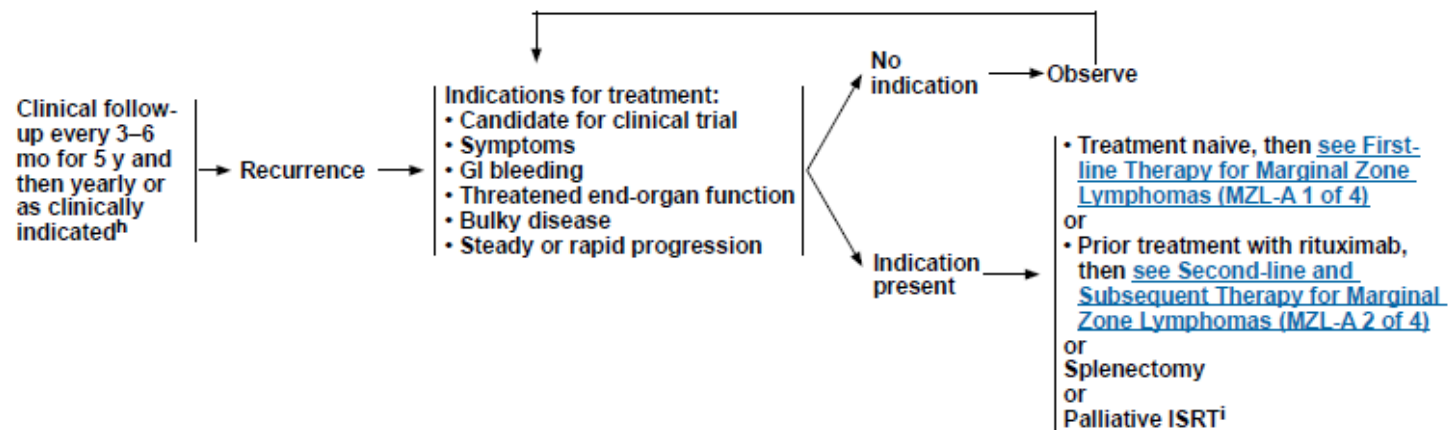 Clinical follow-
up every 3–6
mo for 5 y and
then yearly or
as clinically
indicatedʰ
Recurrence
Indications for treatment:
• Candidate for clinical trial
• Symptoms
• GI bleeding
• Threatened end-organ function
• Bulky disease
• Steady or rapid progression
No
indication
Observe
Indication
present
• Treatment naive, then see First-
line Therapy for Marginal Zone
Lymphomas (MZL-A 1 of 4)
or
• Prior treatment with rituximab,
then see Second-line and
Subsequent Therapy for Marginal
Zone Lymphomas (MZL-A 2 of 4)
or
Splenectomy
or
Palliative ISRTⁱ